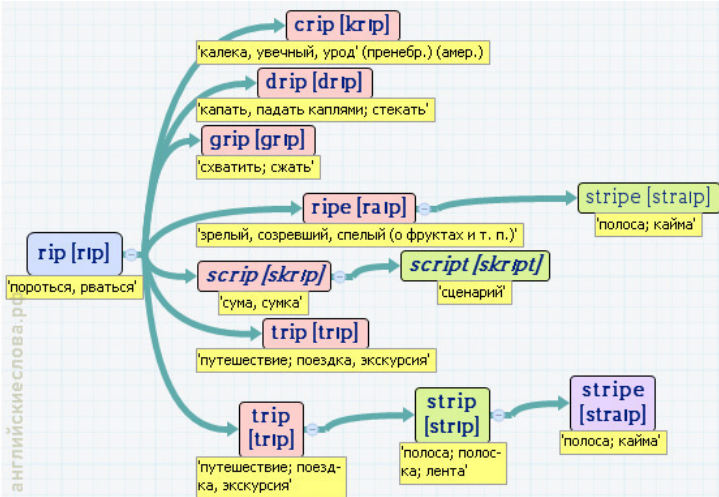 crip [krɪp]
'калека, увечный, урод' (пренебр.) (амер.)
drip [drɪp]
'капать, падать каплями; стекать'
grip [grɪp]
'схватить; сжать'
ripe [raɪp]
'зрелый, созревший, спелый (о фруктах и т. п.)'
stripe [straɪp]
'полоса; кайма'
rip [rɪp]
'пороться, рваться'
scrip [skrɪp]
'сума, сумка'
script [skrɪpt]
'сценарий'
trip [trɪp]
'путешествие; поездка, экскурсия'
trip
[trɪp]
'путешествие; поезд-
ка, экскурсия'
strip
[strɪp]
'полоса; полос-
ка; лента'
stripe
[straɪp]
'полоса; кайма'
английскиеслова.рф